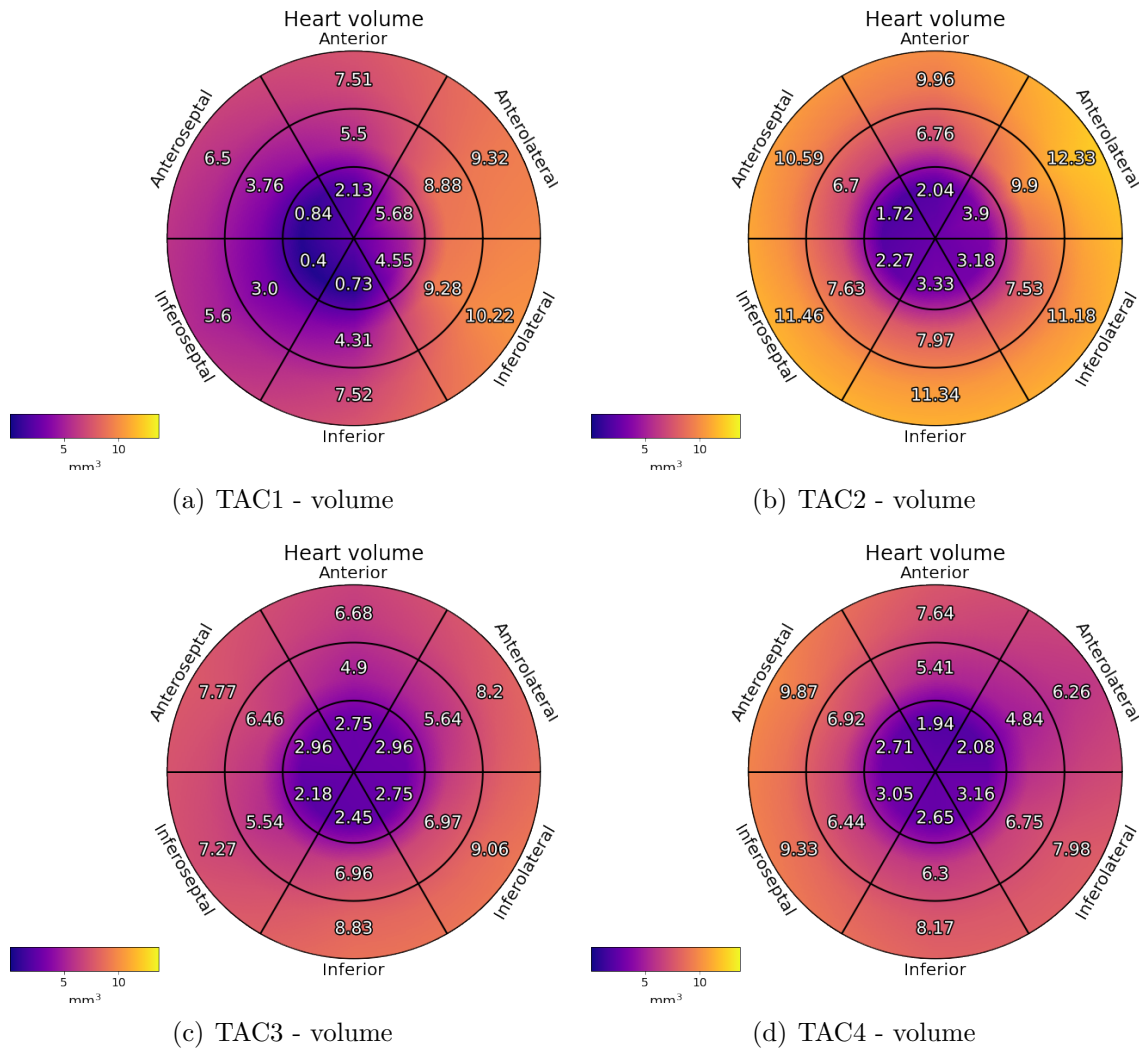 Heart volume
Anterior
Anteroseptal
Anterolateral
7.51
6.5
5.5
9.32
3.76
8.88
2.13
0.84
5.68
0.4
4.55
0.73
3.0
9.28
5.6
10.22
4.31
7.52
Inferoseptal
Inferolateral
Inferior
5 10
mm³
(a) TAC1 - volume
Heart volume
Anterior
Anteroseptal
Anterolateral
9.96
10.59
6.76
12.33
6.7
9.9
2.04
1.72
3.9
2.27
3.18
3.33
7.63
7.53
11.46
11.18
7.97
11.34
Inferoseptal
Inferolateral
Inferior
5 10
mm³
(b) TAC2 - volume
Heart volume
Anterior
Anteroseptal
Anterolateral
6.68
7.77
4.9
8.2
6.46
5.64
2.75
2.96
2.96
2.18
2.75
2.45
5.54
6.97
7.27
9.06
6.96
8.83
Inferoseptal
Inferolateral
Inferior
5 10
mm³
(c) TAC3 - volume
Heart volume
Anterior
Anteroseptal
Anterolateral
7.64
9.87
5.41
6.26
6.92
4.84
1.94
2.71
2.08
3.05
3.16
2.65
6.44
6.75
9.33
7.98
6.3
8.17
Inferoseptal
Inferolateral
Inferior
5 10
mm³
(d) TAC4 - volume